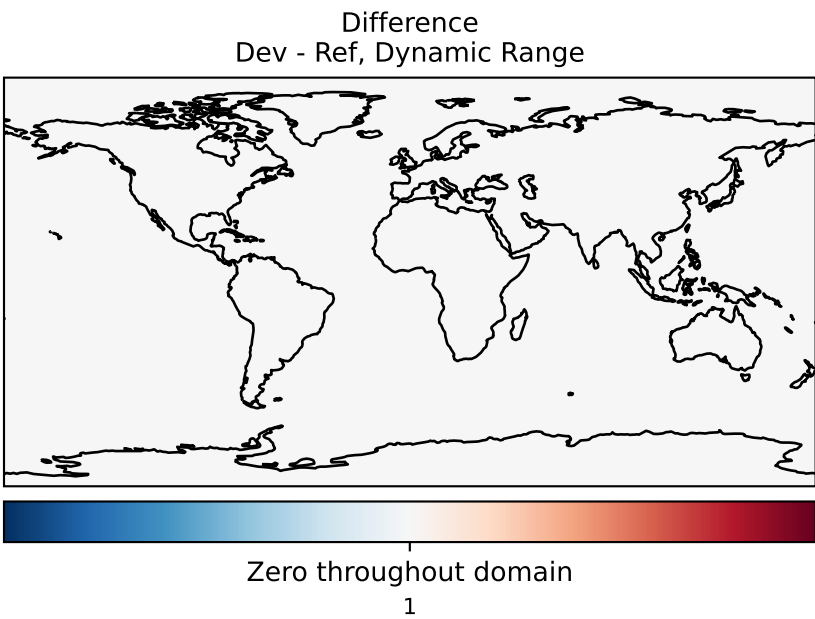 Difference
Dev - Ref, Dynamic Range
Zero throughout domain
1